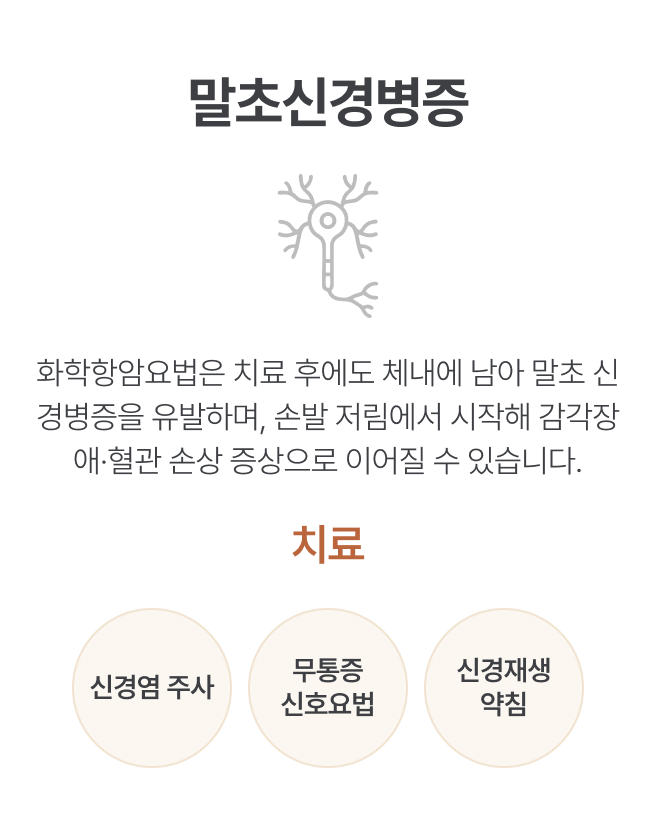 말초신경병증
화학항암요법은 치료 후에도 체내에 남아 말초 신
경병증을 유발하며, 손발 저림에서 시작해 감각장
애·혈관 손상 증상으로 이어질 수 있습니다.
치료
신경염 주사
무통증
신호요법
신경재생
약침